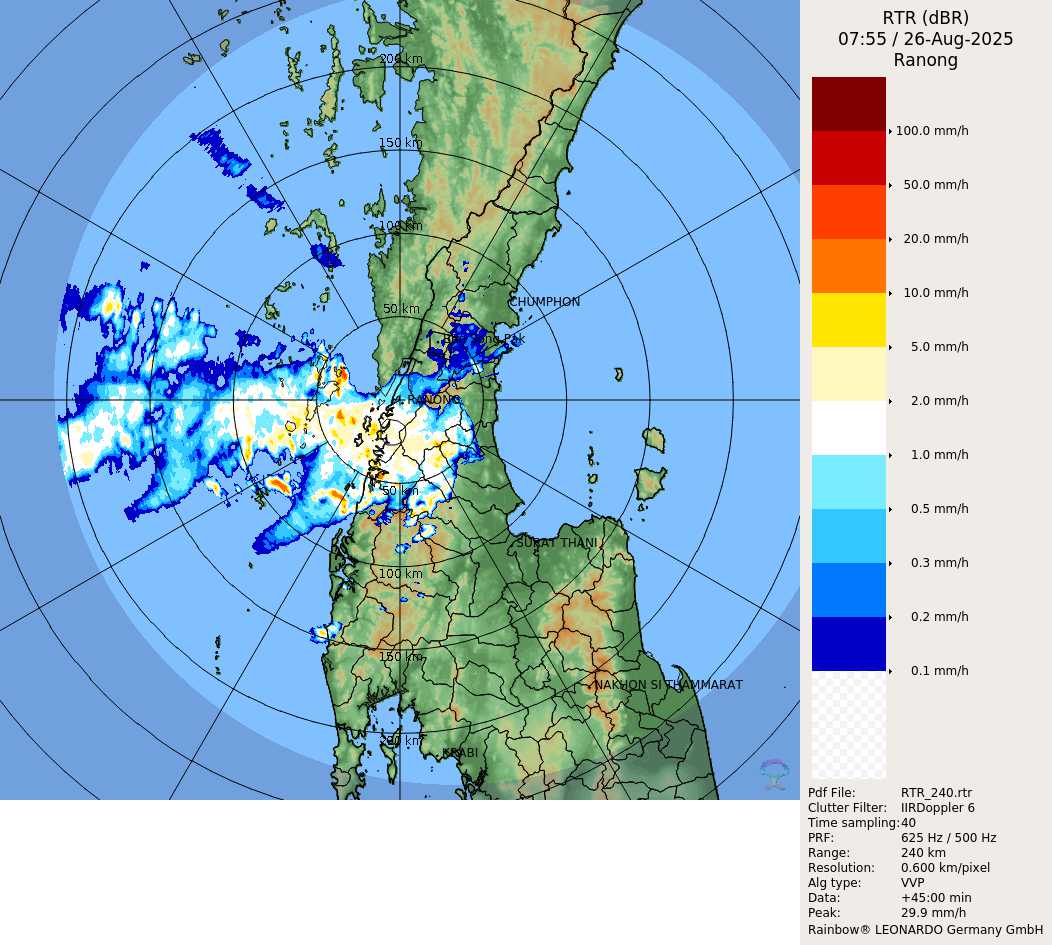 RTR (dBR)
07:55 / 26-Aug-2025
Ranong
100.0 mm/h
50.0 mm/h
20.0 mm/h
10.0 mm/h
5.0 mm/h
2.0 mm/h
1.0 mm/h
0.5 mm/h
0.3 mm/h
0.2 mm/h
0.1 mm/h
Pdf File: RTR_240.rtr
Clutter Filter: IIRDoppler 6
Time sampling: 40
PRF: 625 Hz / 500 Hz
Range: 240 km
Resolution: 0.600 km/pixel
Alg type: VVP
Data: +45:00 min
Peak: 29.9 mm/h
Rainbow® LEONARDO Germany GmbH
200 km
150 km
100 km
50 km
CHUMPHON
RANONG
50 km
SURAT THANI
100 km
150 km
NAKHON SI THAMMARAT
200 km
KRABI